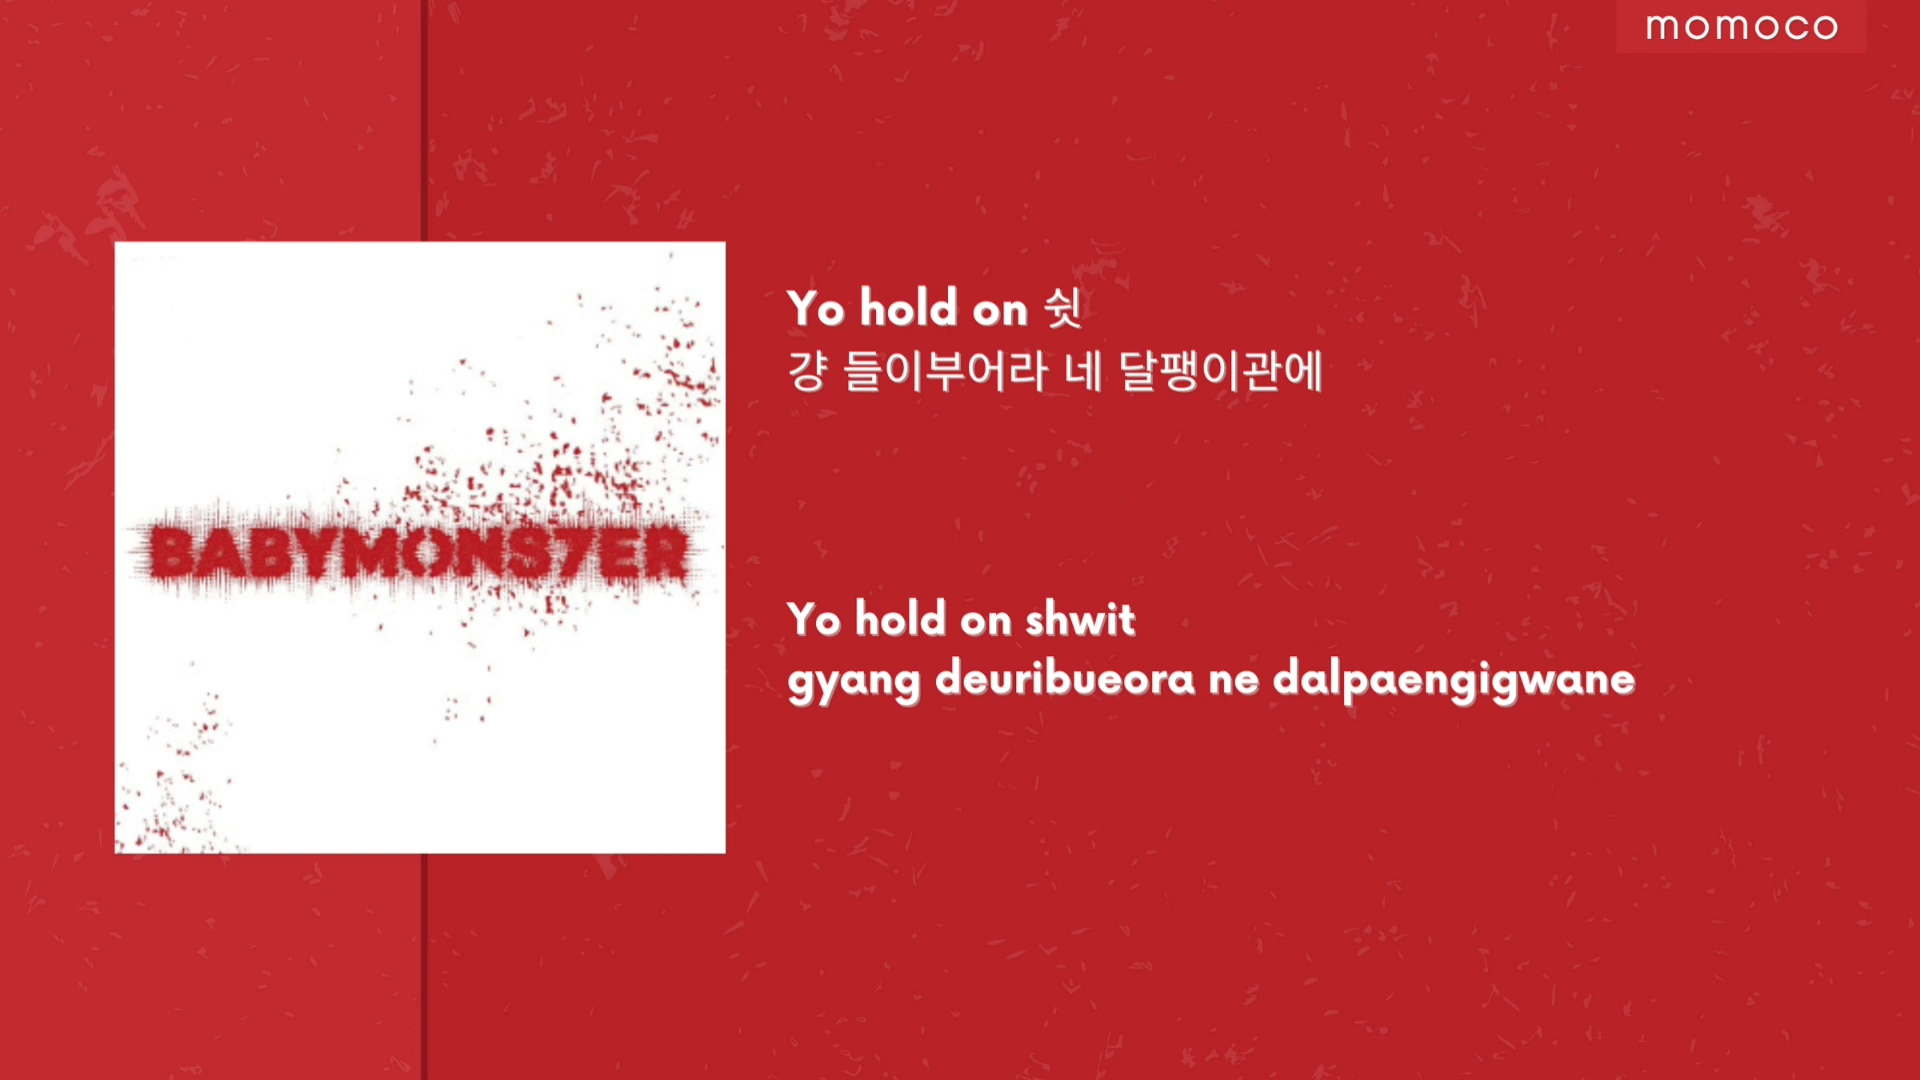 momoco
Yo hold on 쉿
걍 들이부어라 네 달팽이관에
BABYMONS7ER
Yo hold on shwit
gyang deuribueora ne dalpaengigwane